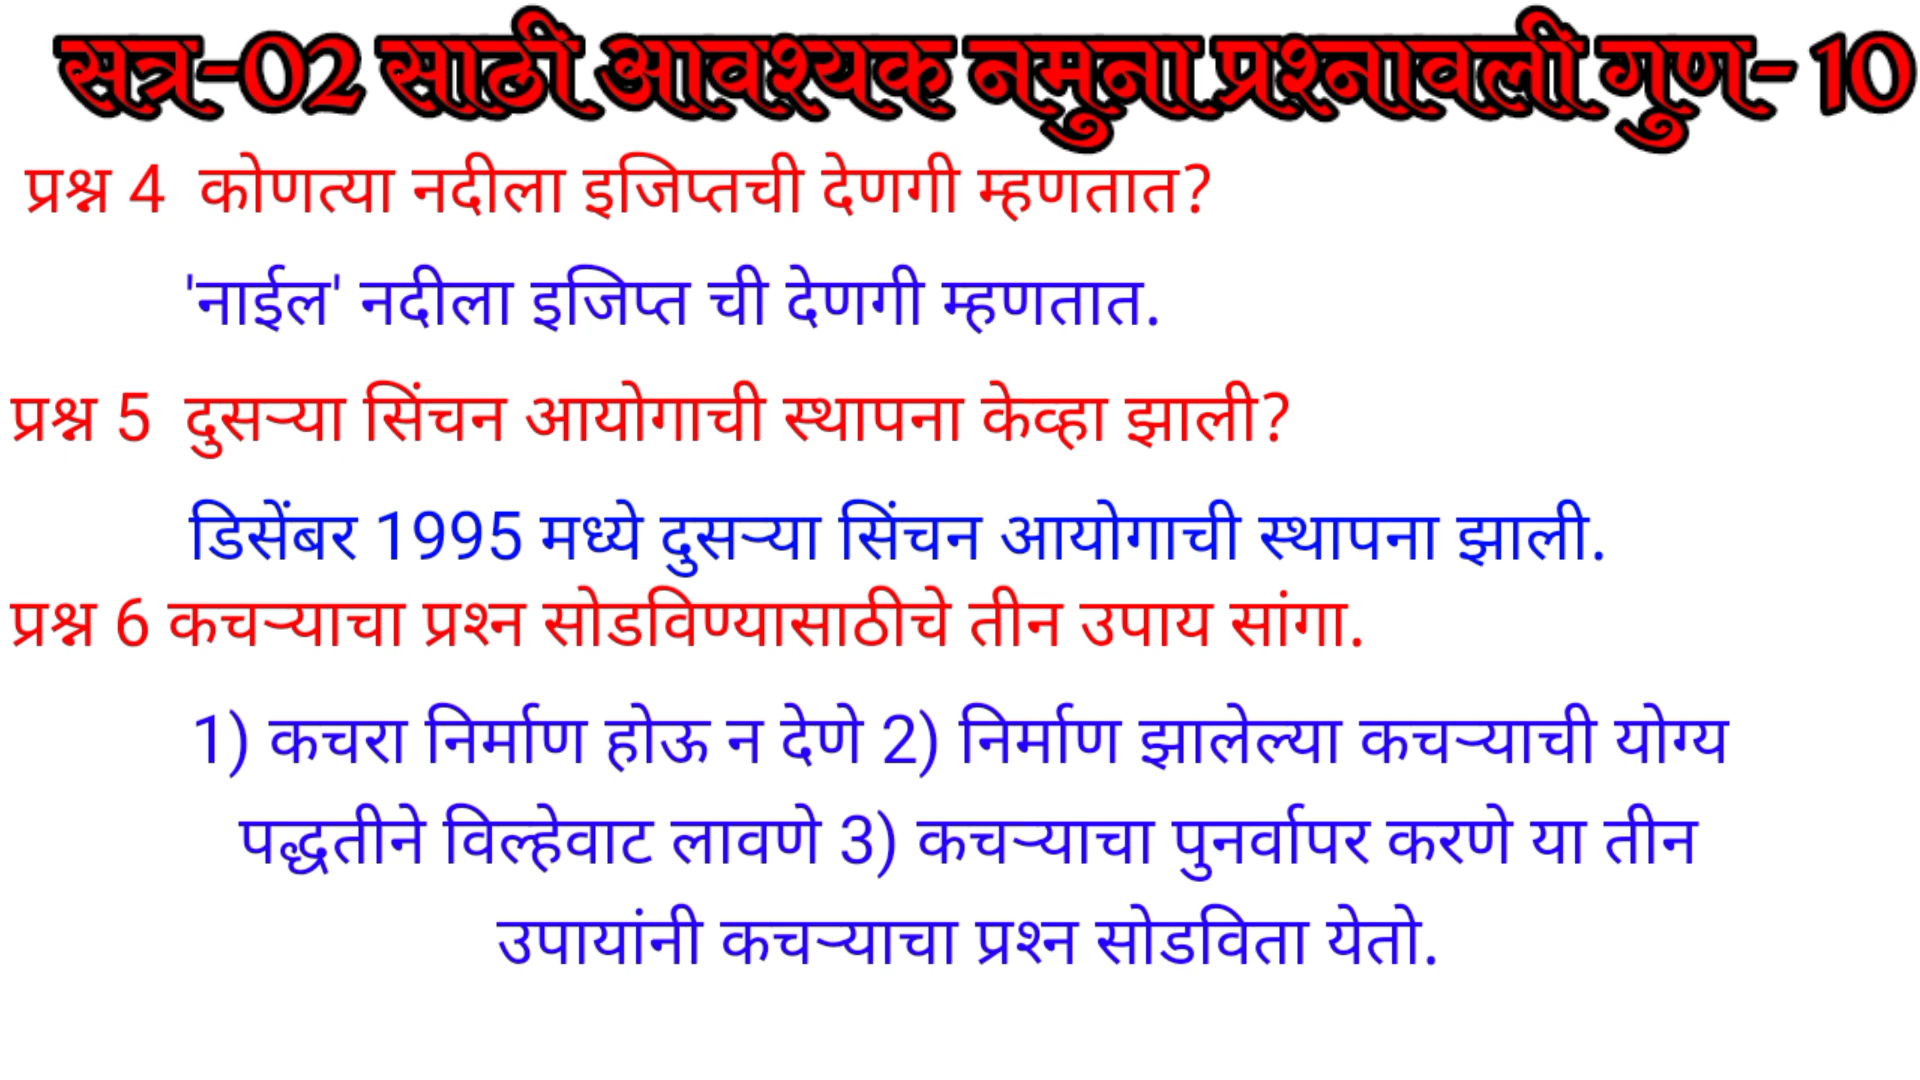 सत्र-02 साठी आवश्यक नमुना प्रश्नावली गुण- 10
प्रश्न 4 कोणत्या नदीला इजिप्तची देणगी म्हणतात?
'नाईल' नदीला इजिप्त ची देणगी म्हणतात.
प्रश्न 5 दुसऱ्या सिंचन आयोगाची स्थापना केव्हा झाली?
डिसेंबर 1995 मध्ये दुसऱ्या सिंचन आयोगाची स्थापना झाली.
प्रश्न 6 कचऱ्याचा प्रश्न सोडविण्यासाठीचे तीन उपाय सांगा.
1) कचरा निर्माण होऊ न देणे 2) निर्माण झालेल्या कचऱ्याची योग्य
पद्धतीने विल्हेवाट लावणे 3) कचऱ्याचा पुनर्वापर करणे या तीन
उपायांनी कचऱ्याचा प्रश्न सोडविता येतो.